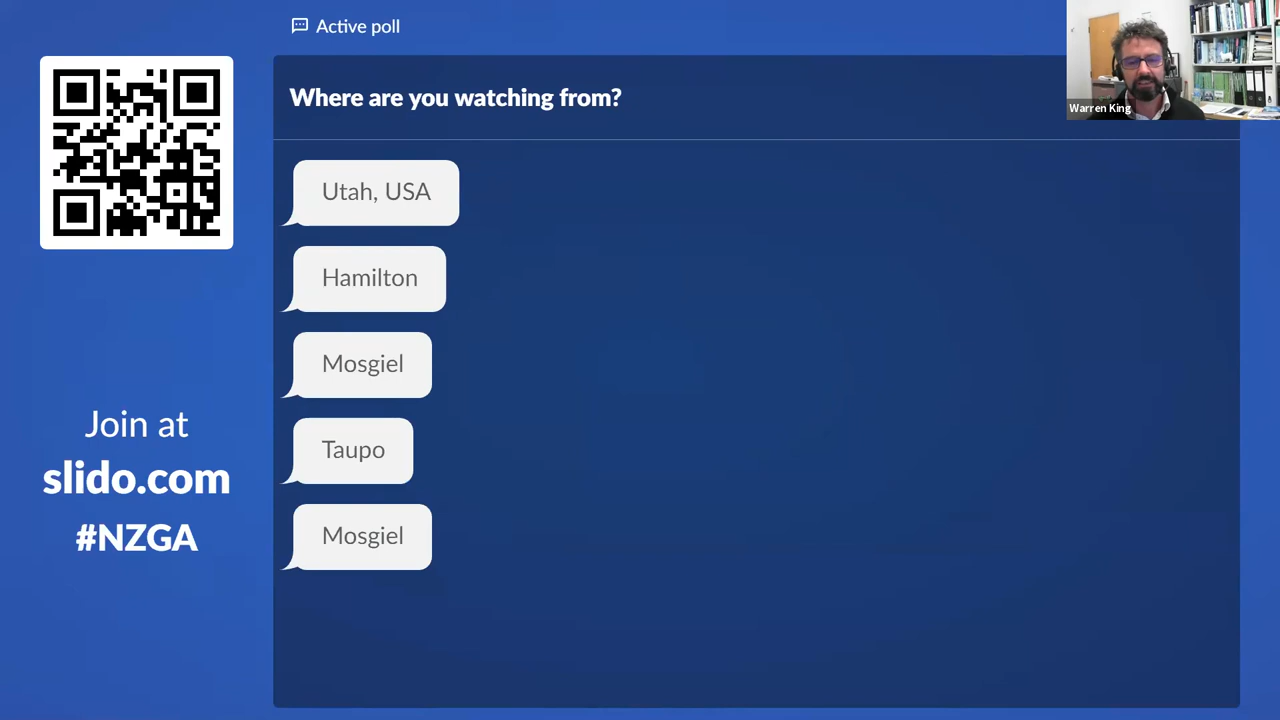 Active poll
Where are you watching from?
Warren King
Utah, USA
Hamilton
Mosgiel
Taupo
Mosgiel
Join at
slido.com
#NZGA